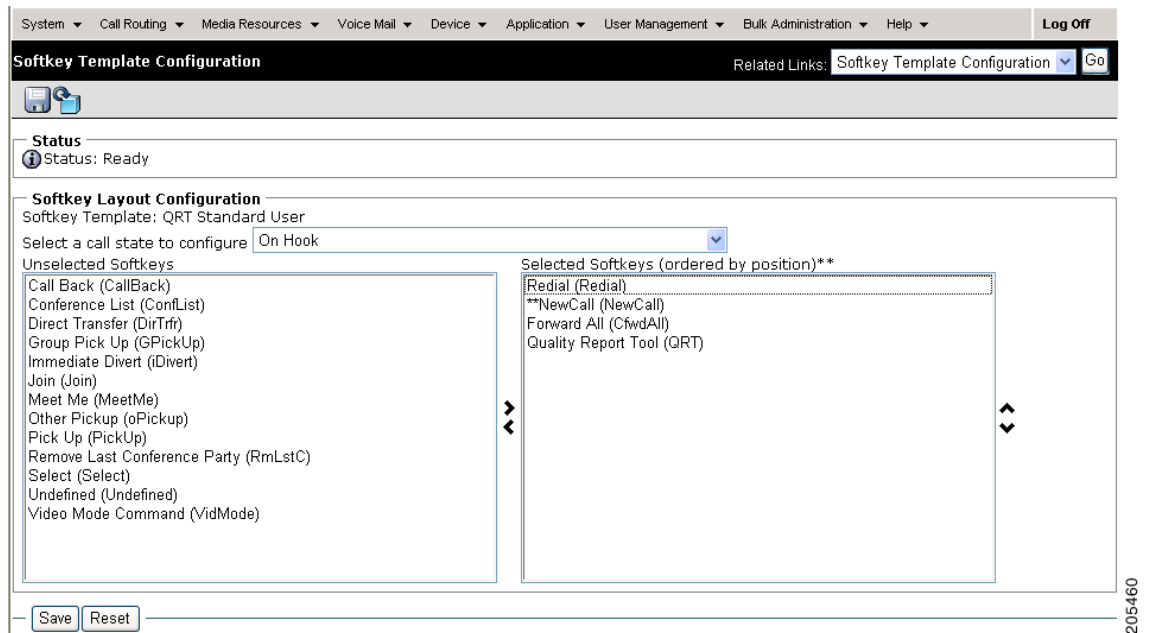 System Call Routing Media Resources Voice Mail Device Application User Management Bulk Administration Help Log Off
Softkey Template Configuration Related Links: Softkey Template Configuration Go
Status
Status: Ready
Softkey Layout Configuration
Softkey Template: QRT Standard User
Select a call state to configure On Hook
Unselected Softkeys
Call Back (CallBack)
Conference List (ConfList)
Direct Transfer (DirTrfr)
Group Pick Up (GPickUp)
Immediate Divert (iDivert)
Join (Join)
Meet Me (MeetMe)
Other Pickup (oPickup)
Pick Up (PickUp)
Remove Last Conference Party (RmLstC)
Select (Select)
Undefined (Undefined)
Video Mode Command (VidMode)
Selected Softkeys (ordered by position)**
Redial (Redial)
**NewCall (NewCall)
Forward All (CfwdAll)
Quality Report Tool (QRT)
Save Reset
205460